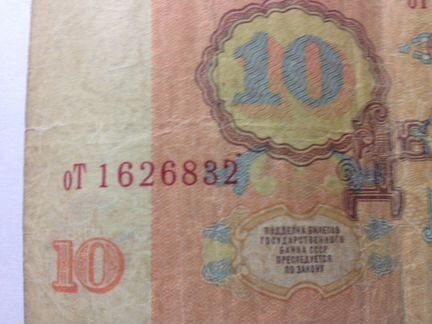 10
оТ 1626832
10
ПОДДЕЛКА БИЛЕТОВ
ГОСУДАРСТВЕННОГО
БАНКА СССР
ПРЕСЛЕДУЕТСЯ
ПО ЗАКОНУ